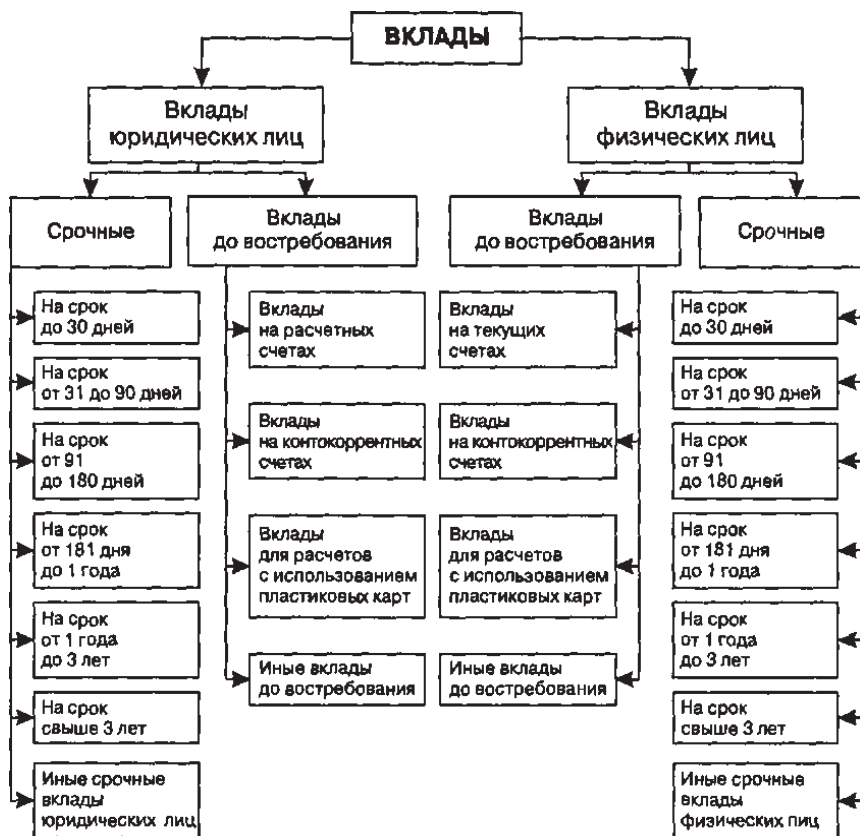 ВКЛАДЫ
Вклады
юридических лиц
Вклады
физических лиц
Срочные
Вклады
до востребования
Вклады
до востребования
Срочные
На срок
до 30 дней
На срок
от 31 до 90 дней
На срок
от 91
до 180 дней
На срок
от 181 дня
до 1 года
На срок
от 1 года
до 3 лет
На срок
свыше 3 лет
Иные срочные
вклады
юридических лиц
Вклады
на расчетных
счетах
Вклады
на контокоррентных
счетах
Вклады
для расчетов
с использованием
пластиковых карт
Иные вклады
до востребования
Вклады
на текущих
счетах
Вклады
на контокоррентных
счетах
Вклады
для расчетов
с использованием
пластиковых карт
Иные вклады
до востребования
На срок
до 30 дней
На срок
от 31 до 90 дней
На срок
от 91
до 180 дней
На срок
от 181 дня
до 1 года
На срок
от 1 года
до 3 лет
На срок
свыше 3 лет
Иные срочные
вклады
физических лиц